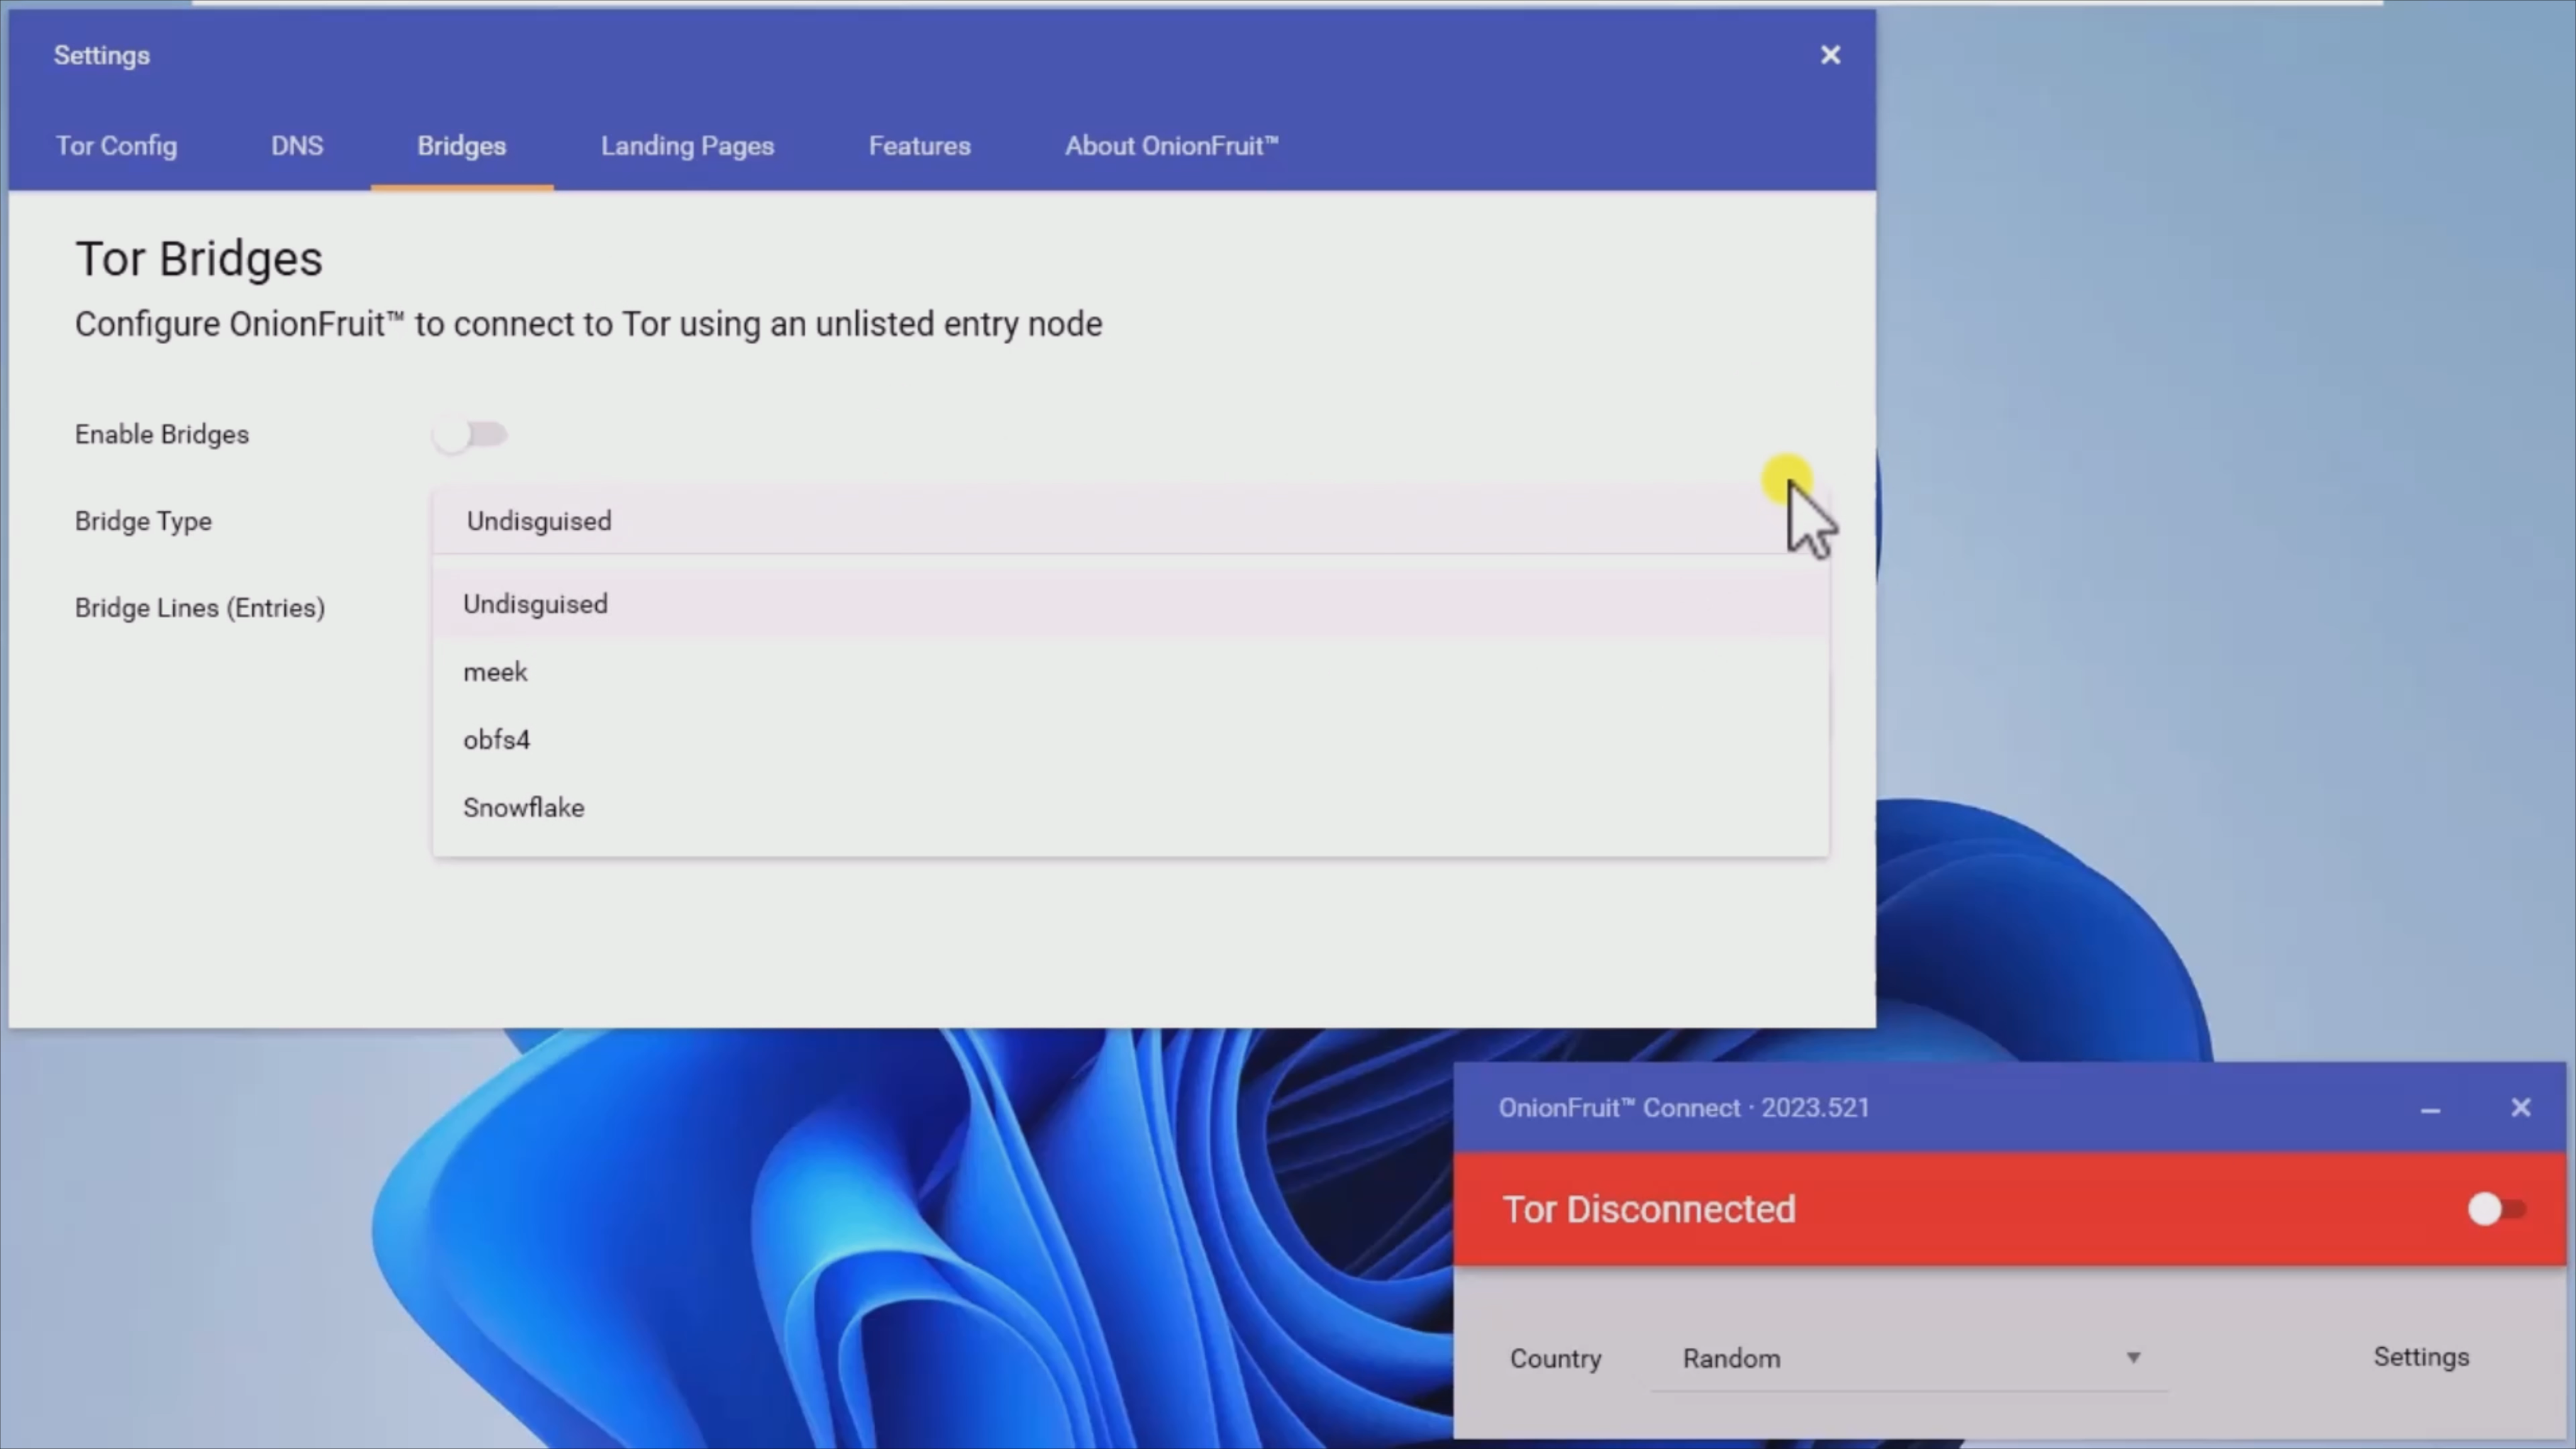 Settings
Tor Config
DNS
Bridges
Landing Pages
Features
About OnionFruit™
Tor Bridges
Configure OnionFruit™ to connect to Tor using an unlisted entry node
Enable Bridges
Bridge Type
Undisguised
Bridge Lines (Entries)
Undisguised
meek
obfs4
Snowflake
OnionFruit™ Connect · 2023.521
Tor Disconnected
Country
Random
Settings